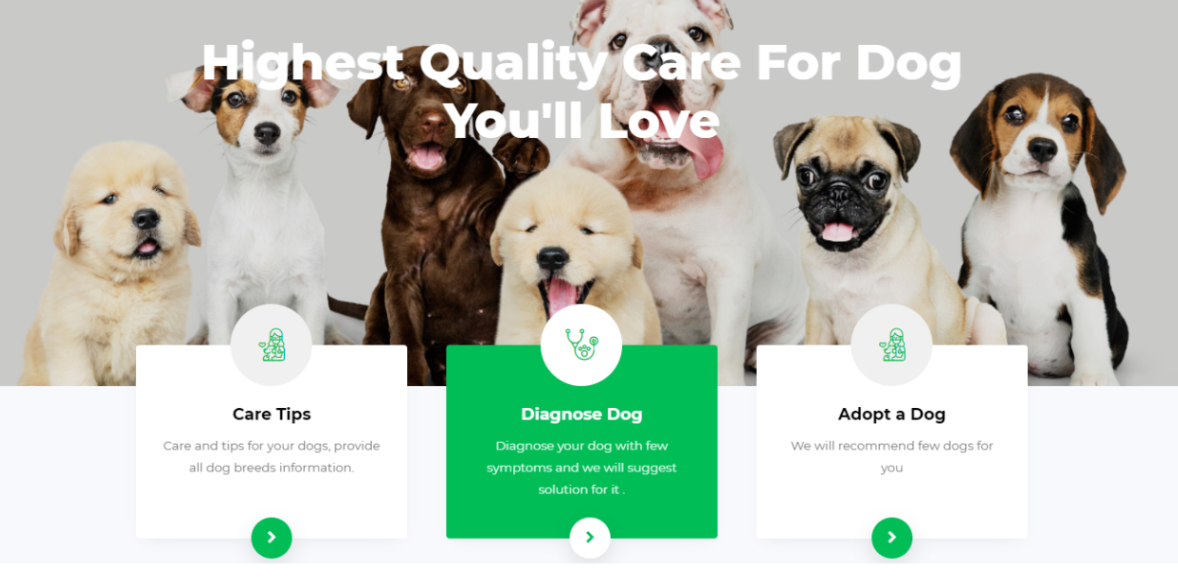 Highest Quality Care For Dog
You'll Love
Care Tips
Care and tips for your dogs, provide
all dog breeds information.
Diagnose Dog
Diagnose your dog with few
symptoms and we will suggest
solution for it .
Adopt a Dog
We will recommend few dogs for
you